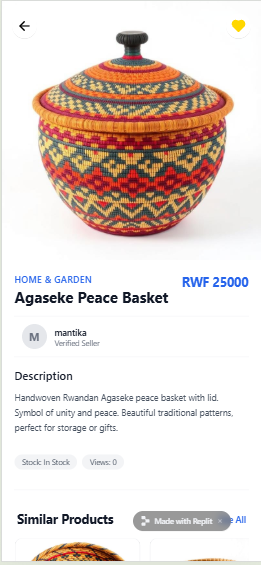 HOME & GARDEN
RWF 25000
Agaseke Peace Basket
M
mantika
Verified Seller
Description
Handwoven Rwandan Agaseke peace basket with lid.
Symbol of unity and peace. Beautiful traditional patterns,
perfect for storage or gifts.
Stock: In Stock
Views: 0
Similar Products
Made with Replit
All